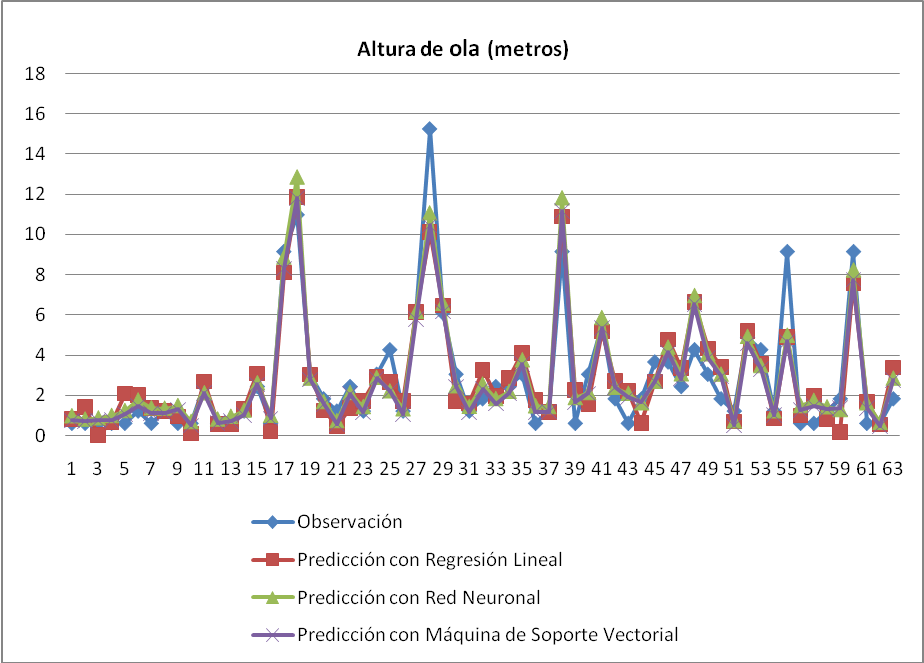 Altura de ola (metros)
18
16
14
12
10
8
6
4
2
0
1 3 5 7 9 11 13 15 17 19 21 23 25 27 29 31 33 35 37 39 41 43 45 47 49 51 53 55 57 59 61 63
Observación
Predicción con Regresión Lineal
Predicción con Red Neuronal
Predicción con Máquina de Soporte Vectorial